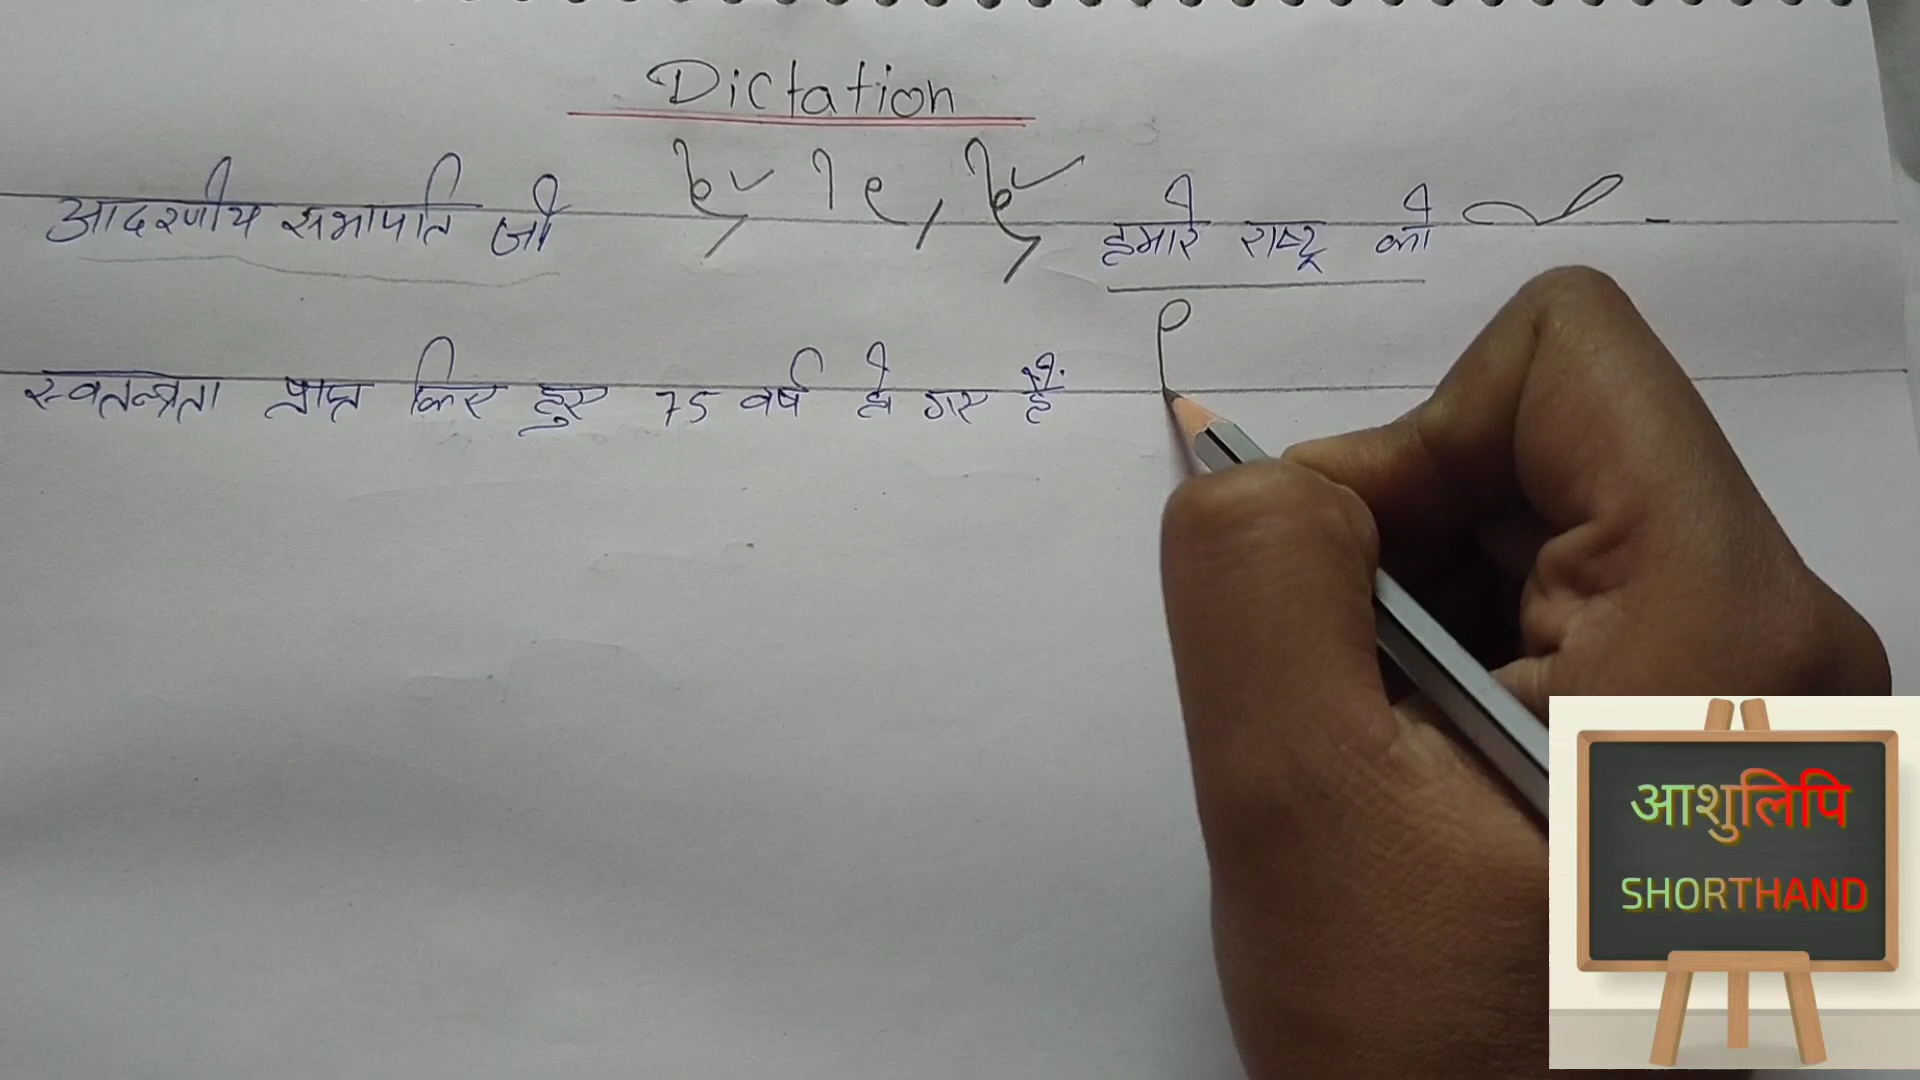 Dictation
आदरणीय सभापति जी हमारे राष्ट्र को
स्वतन्त्रता प्राप्त किए हुए 75 वर्ष हो गए हैं
आशुलिपि
SHORTHAND